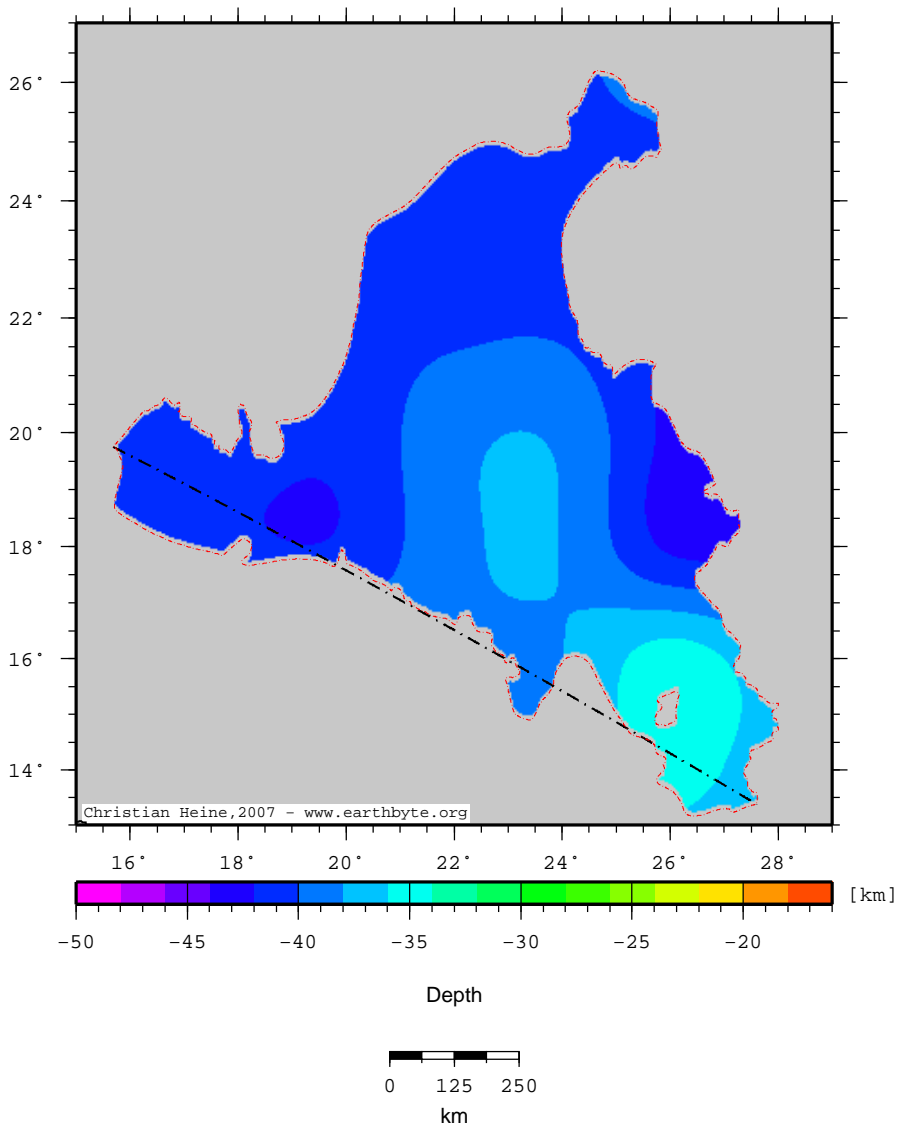 26°
24°
22°
20°
18°
16°
14°
Christian Heine,2007 - www.earthbyte.org
16° 18° 20° 22° 24° 26° 28°
[km]
-50 -45 -40 -35 -30 -25 -20
Depth
0 125 250
km